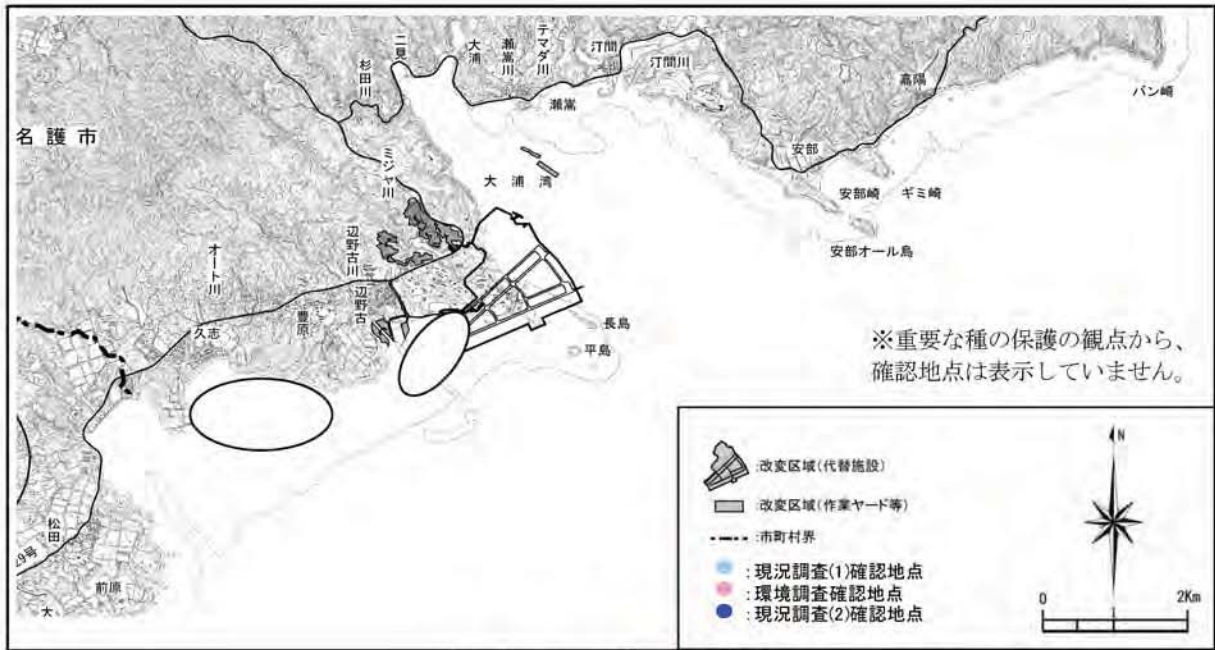 二見
大浦
瀬嵩川
テマダ川
汀間
汀間川
杉田川
瀬嵩
嘉陽
バン崎
名護市
ミジャ川
大浦湾
安部
安部崎
ギミ崎
安部オール島
オート川
辺野古川
辺野古
豊原
久志
長島
平島
※重要な種の保護の観点から、
確認地点は表示していません。
松田
前原
大
:改変区域(代替施設)
:改変区域(作業ヤード等)
:市町村界
:現況調査(1)確認地点
:環境調査確認地点
:現況調査(2)確認地点
N
0 2Km